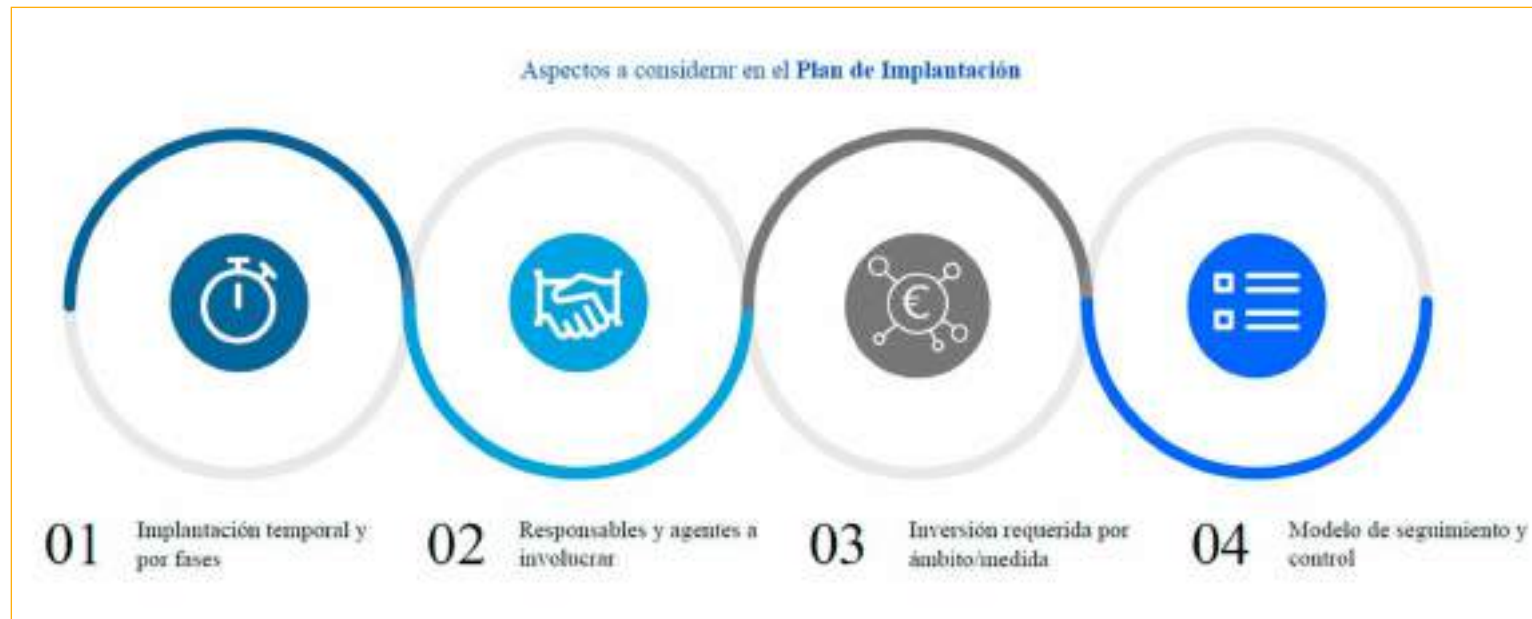 Aspectos a considerar en el Plan de Implantación
€
01
Implantación temporal y
por fases
02
Responsables y agentes a
involucrar
03
Inversión requerida por
ámbito/medida
04
Modelo de seguimiento y
control